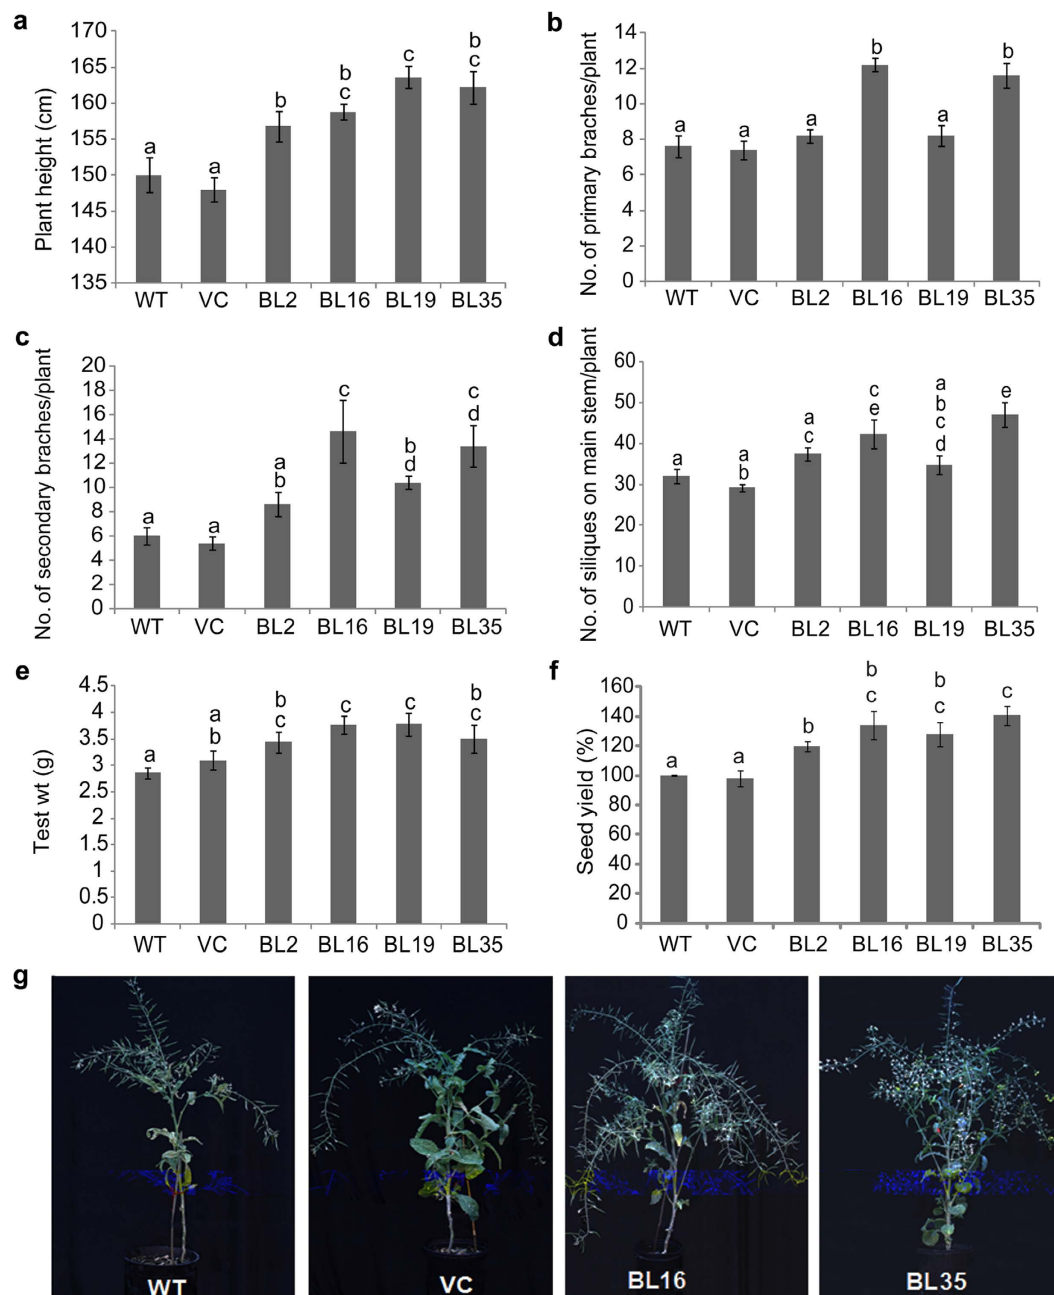 a
170
165
160
155
150
145
140
135
Plant height (cm)
a
a
b
b
c
c
b
c
WT VC BL2 BL16 BL19 BL35
b
14
12
10
8
6
4
2
0
No. of primary braches/plant
a
a
a
b
a
b
WT VC BL2 BL16 BL19 BL35
c
20
18
16
14
12
10
8
6
4
2
0
No. of secondary braches/plant
a
a
a
b
c
b
d
c
d
WT VC BL2 BL16 BL19 BL35
d
60
50
40
30
20
10
0
No. of siliques on main stem/plant
a
a
b
a
c
c
e
a
b
c
d
e
WT VC BL2 BL16 BL19 BL35
e
4.5
4
3.5
3
2.5
2
1.5
1
0.5
0
Test wt (g)
a
a
b
b
c
c
c
b
c
WT VC BL2 BL16 BL19 BL35
f
160
140
120
100
80
60
40
20
0
Seed yield (%)
a
a
b
b
c
b
c
c
WT VC BL2 BL16 BL19 BL35
g
WT
VC
BL16
BL35